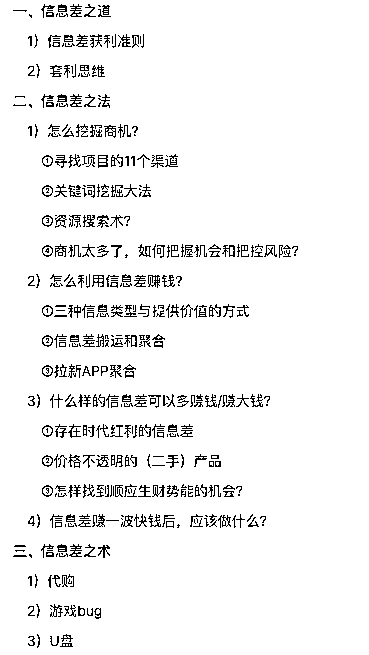 一、信息差之道
1）信息差获利准则
2）套利思维
二、信息差之法
1）怎么挖掘商机？
①寻找项目的11个渠道
②关键词挖掘大法
③资源搜索术？
④商机太多了，如何把握机会和把控风险？
2）怎么利用信息差赚钱？
①三种信息类型与提供价值的方式
②信息差搬运和聚合
③拉新APP聚合
3）什么样的信息差可以多赚钱/赚大钱？
①存在时代红利的信息差
②价格不透明的（二手）产品
③怎样找到顺应生财势能的机会？
4）信息差赚一波快钱后，应该做什么？
三、信息差之术
1）代购
2）游戏bug
3）U盘